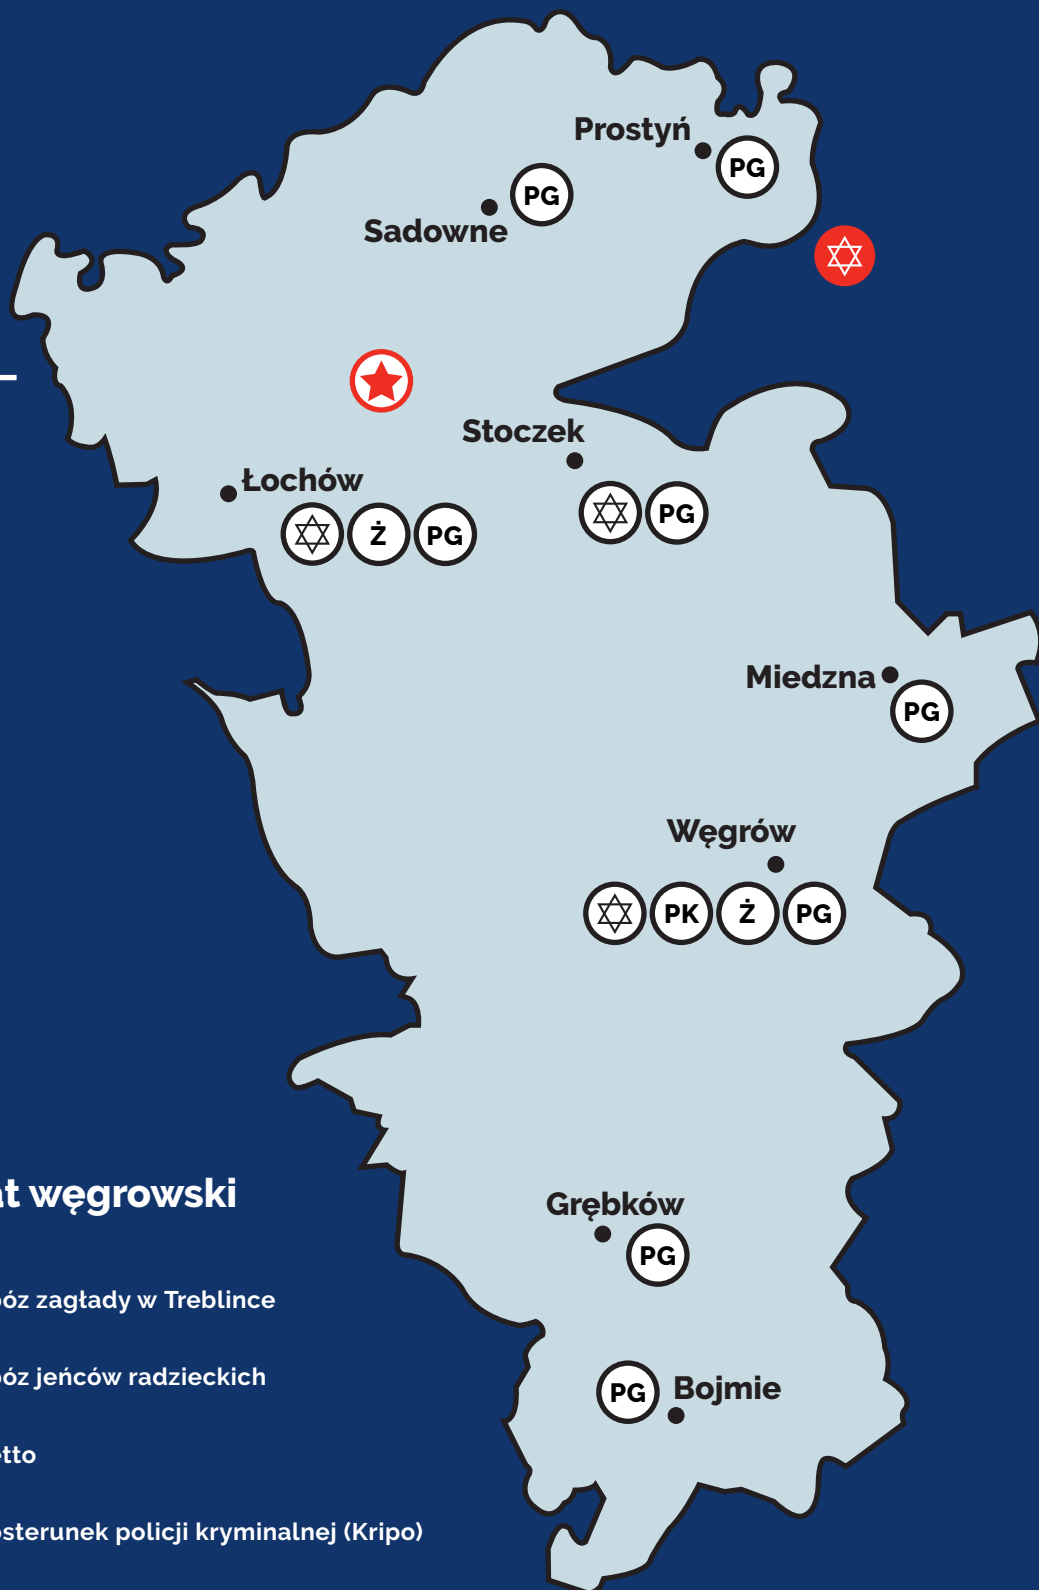 Prostyń
PG
PG
Sadowne
Stoczek
Łochów
PG
Ż PG
Miedzna
PG
Węgrów
PK Ż PG
at węgrowski
Grębków
PG
óz zagłady w Treblince
óz jeńców radzieckich
PG Bojmie
etto
osterunek policji kryminalnej (Kripo)